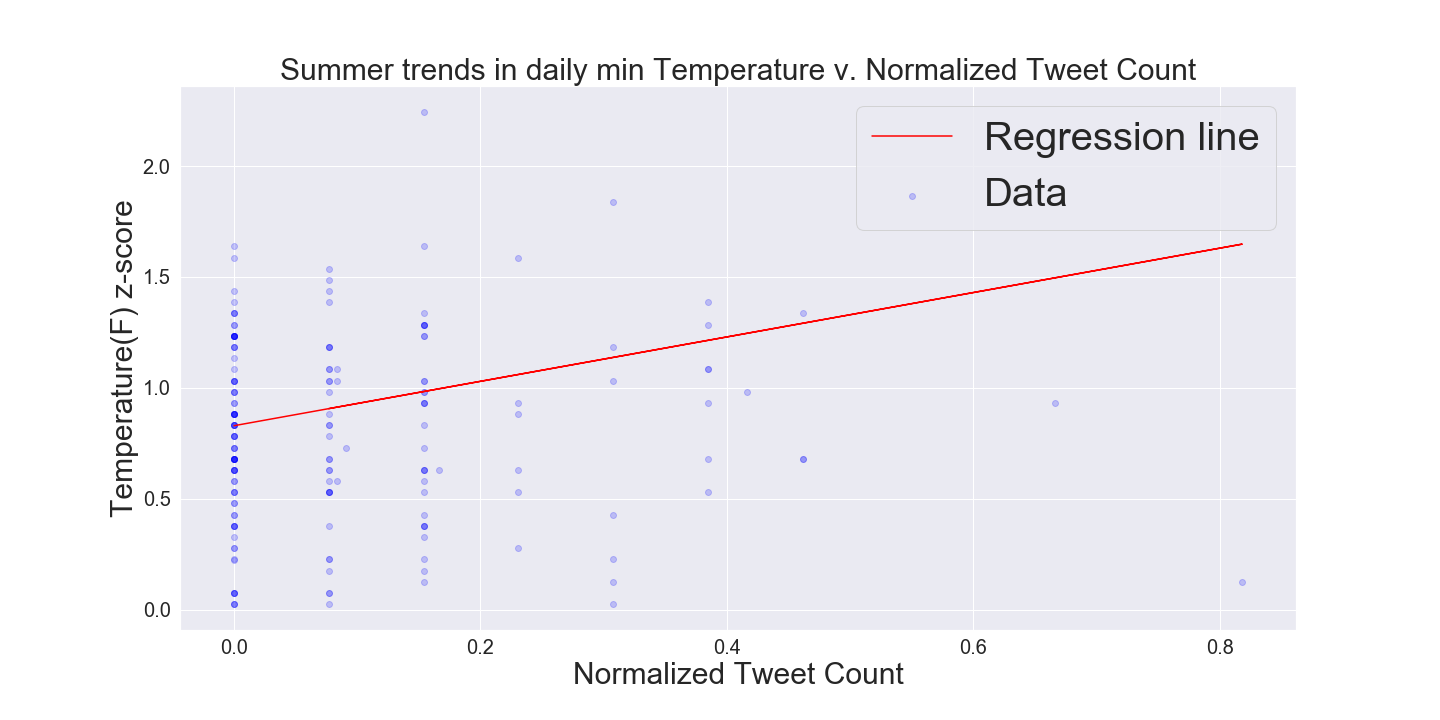 Summer trends in daily min Temperature v. Normalized Tweet Count
Regression line
Data
Temperature(F) z-score
2.0
1.5
1.0
0.5
0.0
0.0 0.2 0.4 0.6 0.8
Normalized Tweet Count